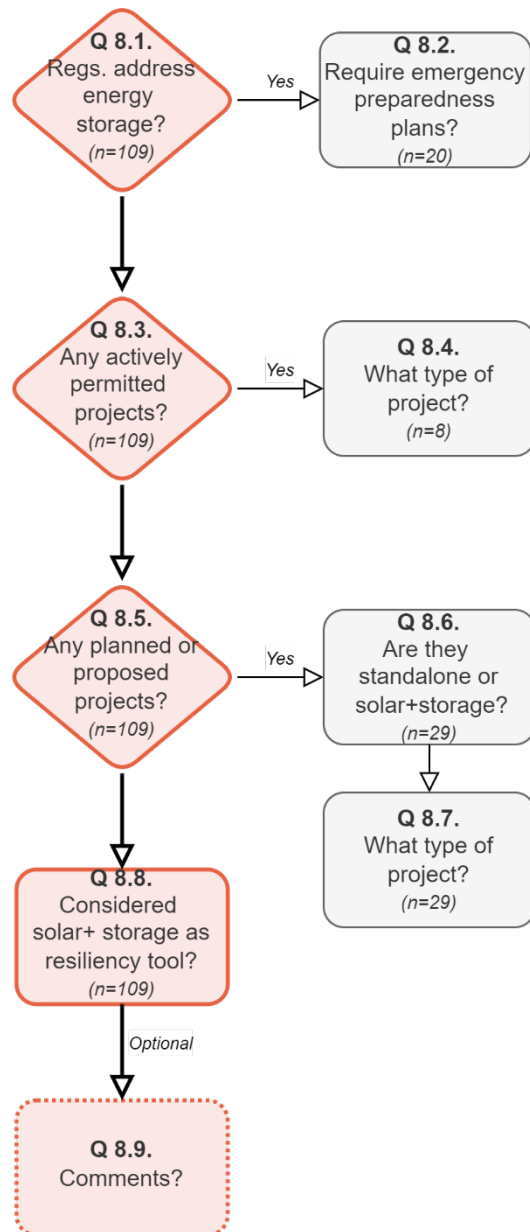 Q 8.1.
Regs. address
energy
storage?
(n=109)
Yes
Q 8.2.
Require emergency
preparedness
plans?
(n=20)
Q 8.3.
Any actively
permitted
projects?
(n=109)
Yes
Q 8.4.
What type of
project?
(n=8)
Q 8.5.
Any planned or
proposed
projects?
(n=109)
Yes
Q 8.6.
Are they
standalone or
solar+storage?
(n=29)
Q 8.7.
What type of
project?
(n=29)
Q 8.8.
Considered
solar+ storage as
resiliency tool?
(n=109)
Optional
Q 8.9.
Comments?